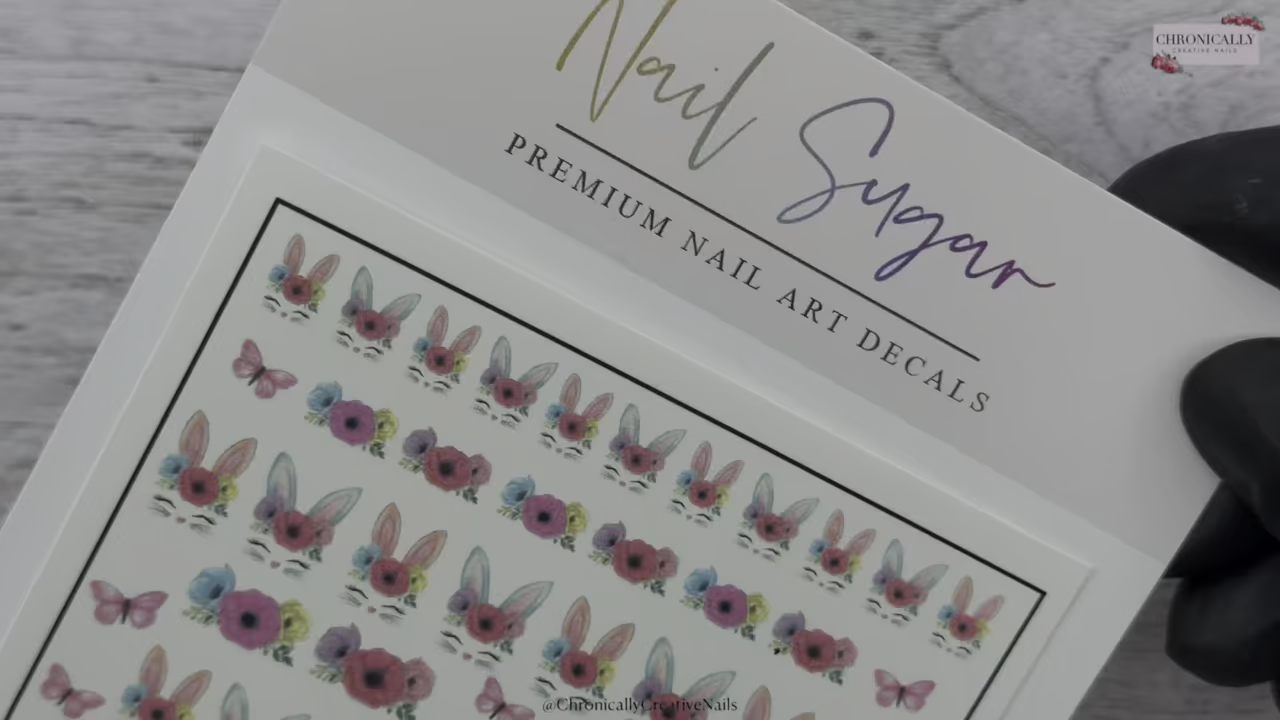 Nail Sugar
PREMIUM NAIL ART DECALS
CHRONICALLY
CREATIVE NAILS
@ChronicallyCreativeNails